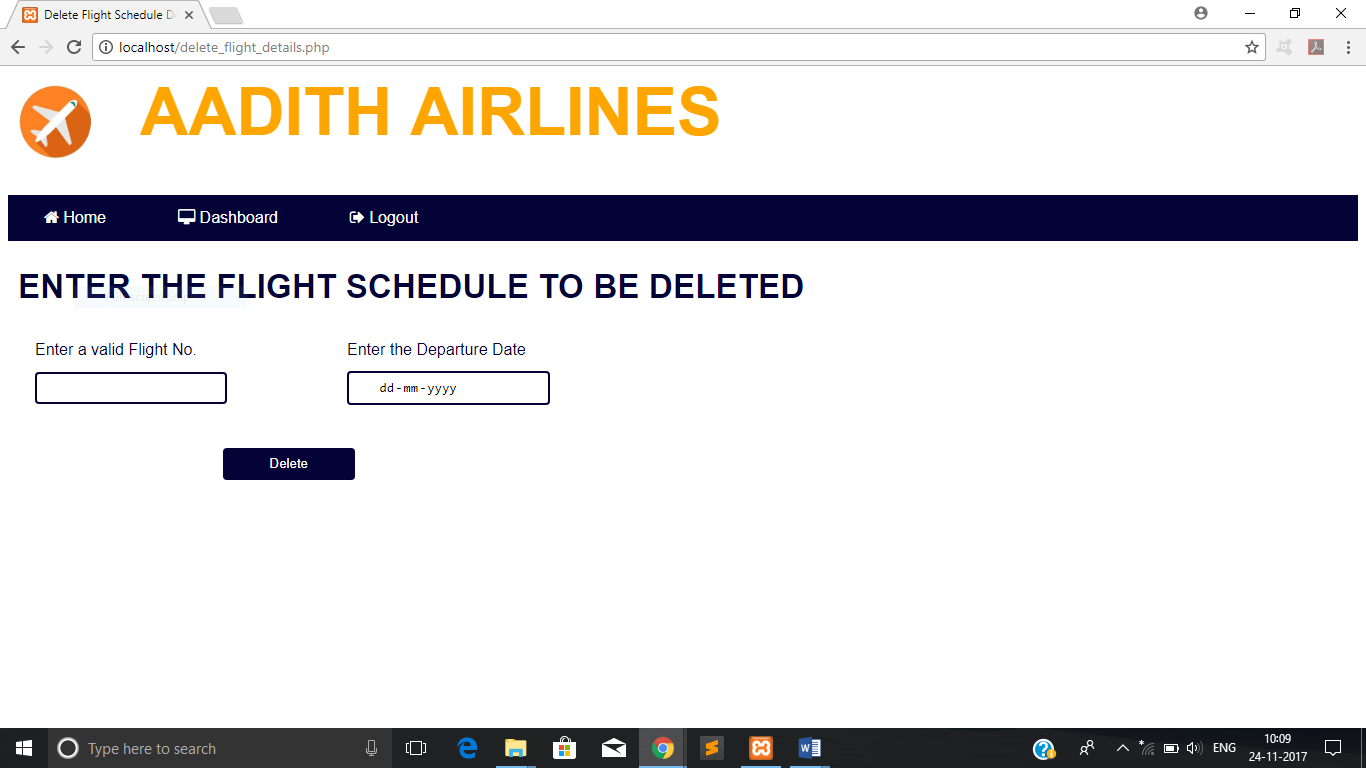 Delete Flight Schedule D
localhost/delete_flight_details.php
AADITH AIRLINES
Home Dashboard Logout
ENTER THE FLIGHT SCHEDULE TO BE DELETED
Enter a valid Flight No. Enter the Departure Date
dd-mm-yyyy
Delete
Type here to search
ENG
10:09
24-11-2017